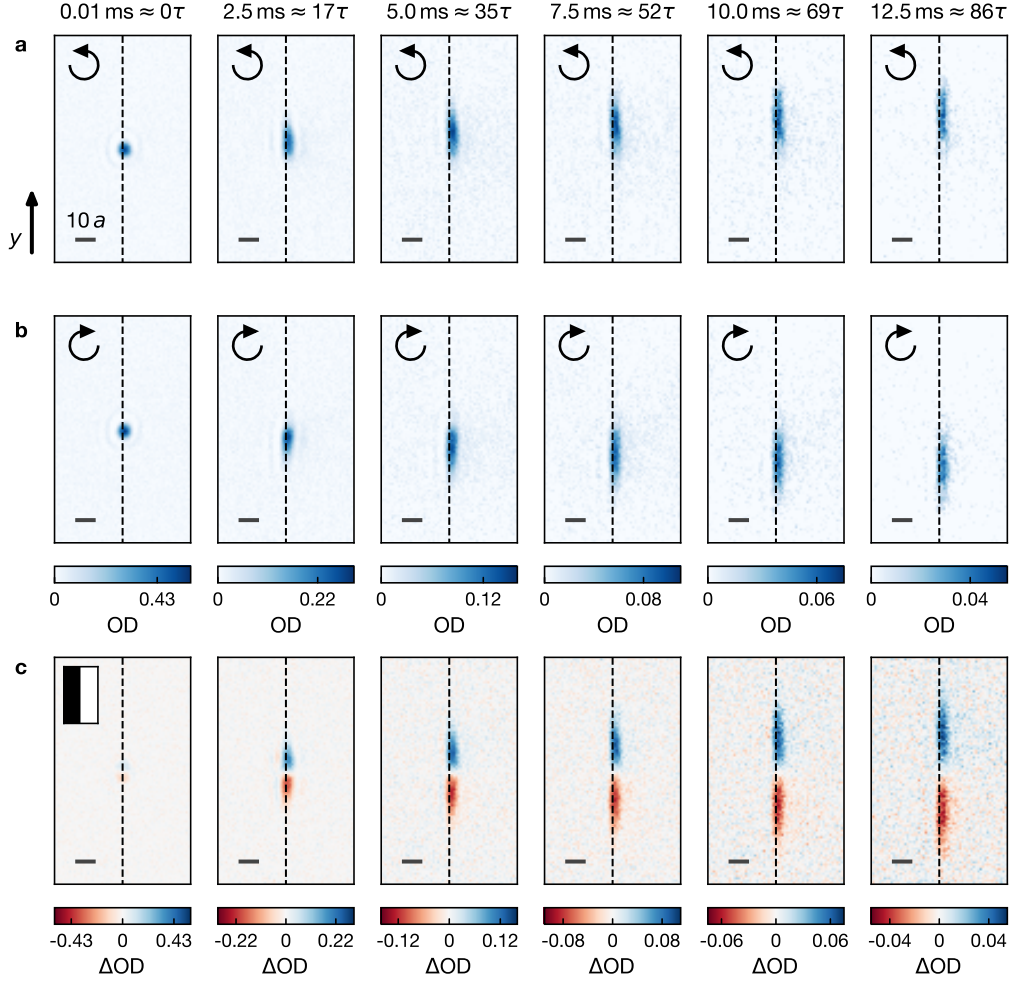 0.01 ms ≈ 0τ 2.5 ms ≈ 17τ 5.0 ms ≈ 35τ 7.5 ms ≈ 52τ 10.0 ms ≈ 69τ 12.5 ms ≈ 86τ
a
10 a
y
b
0 0.43 0 0.22 0 0.12 0 0.08 0 0.06 0 0.04
OD OD OD OD OD OD
c
-0.43 0 0.43 -0.22 0 0.22 -0.12 0 0.12 -0.08 0 0.08 -0.06 0 0.06 -0.04 0 0.04
ΔOD ΔOD ΔOD ΔOD ΔOD ΔOD